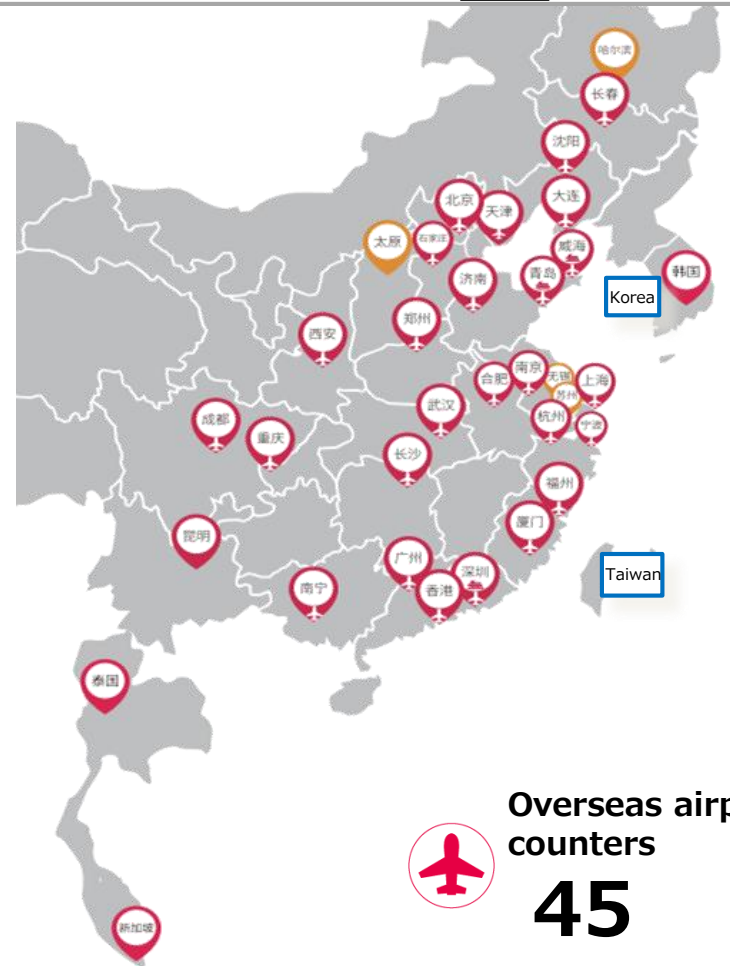 哈尔滨
长春
沈阳
大连
北京
天津
石家庄
太原
威海
青岛
济南
韩国
Korea
郑州
西安
南京
合肥
无锡
上海
苏州
武汉
杭州
宁波
成都
重庆
长沙
福州
厦门
昆明
广州
深圳
香港
南宁
Taiwan
泰国
Overseas airp
counters
45
新加坡